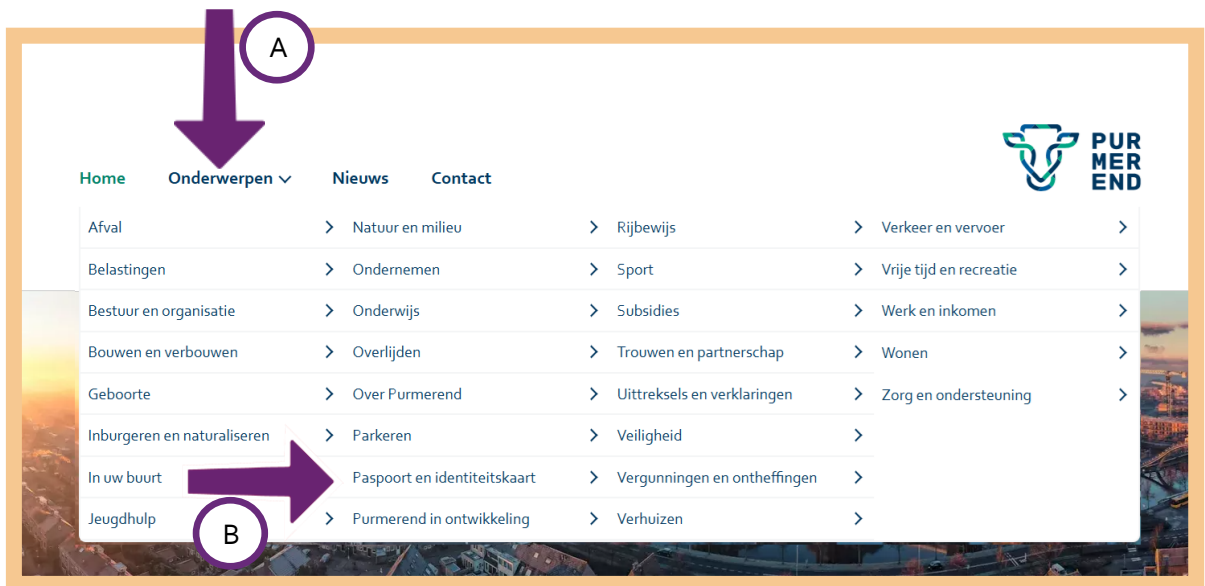 A
PUR
MER
END
Home Onderwerpen Nieuws Contact
Afval Natuur en milieu Rijbewijs Verkeer en vervoer
Belastingen Ondernemen Sport Vrije tijd en recreatie
Bestuur en organisatie Onderwijs Subsidies Werk en inkomen
Bouwen en verbouwen Overlijden Trouwen en partnerschap Wonen
Geboorte Over Purmerend Uittreksels en verklaringen Zorg en ondersteuning
Inburgeren en naturaliseren Parkeren Veiligheid
In uw buurt Paspoort en identiteitskaart Vergunningen en ontheffingen
Jeugdhulp Purmerend in ontwikkeling Verhuizen
B